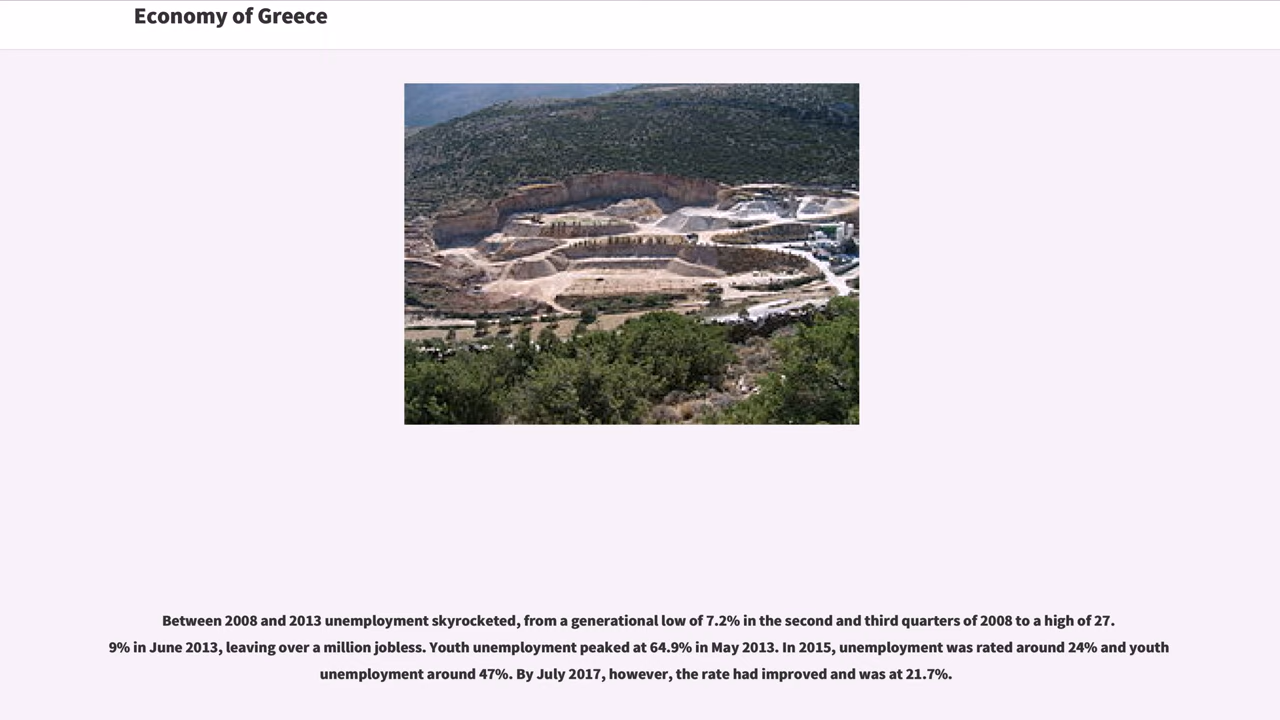 Economy of Greece
Between 2008 and 2013 unemployment skyrocketed, from a generational low of 7.2% in the second and third quarters of 2008 to a high of 27.
9% in June 2013, leaving over a million jobless. Youth unemployment peaked at 64.9% in May 2013. In 2015, unemployment was rated around 24% and youth
unemployment around 47%. By July 2017, however, the rate had improved and was at 21.7%.